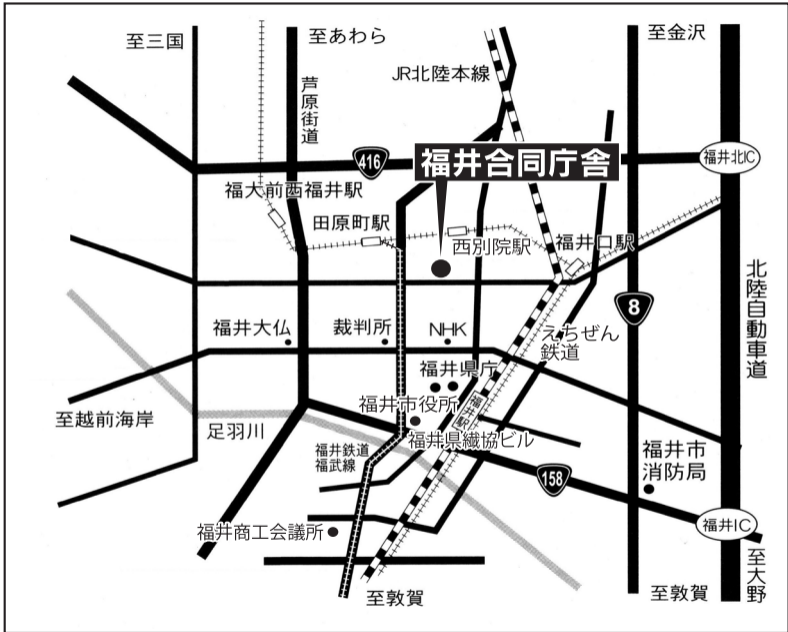 至三国
至あわら
至金沢
JR北陸本線
芦原街道
416
福井合同庁舎
福井北IC
福大前西福井駅
田原町駅
西別院駅
福井口駅
北陸自動車道
8
福井大仏
裁判所
NHK
えちぜん
鉄道
福井県庁
福井市役所
福井駅
至越前海岸
足羽川
福井鉄道
福武線
福井県繊協ビル
福井市
消防局
158
福井商工会議所
福井IC
至敦賀
至敦賀
至大野